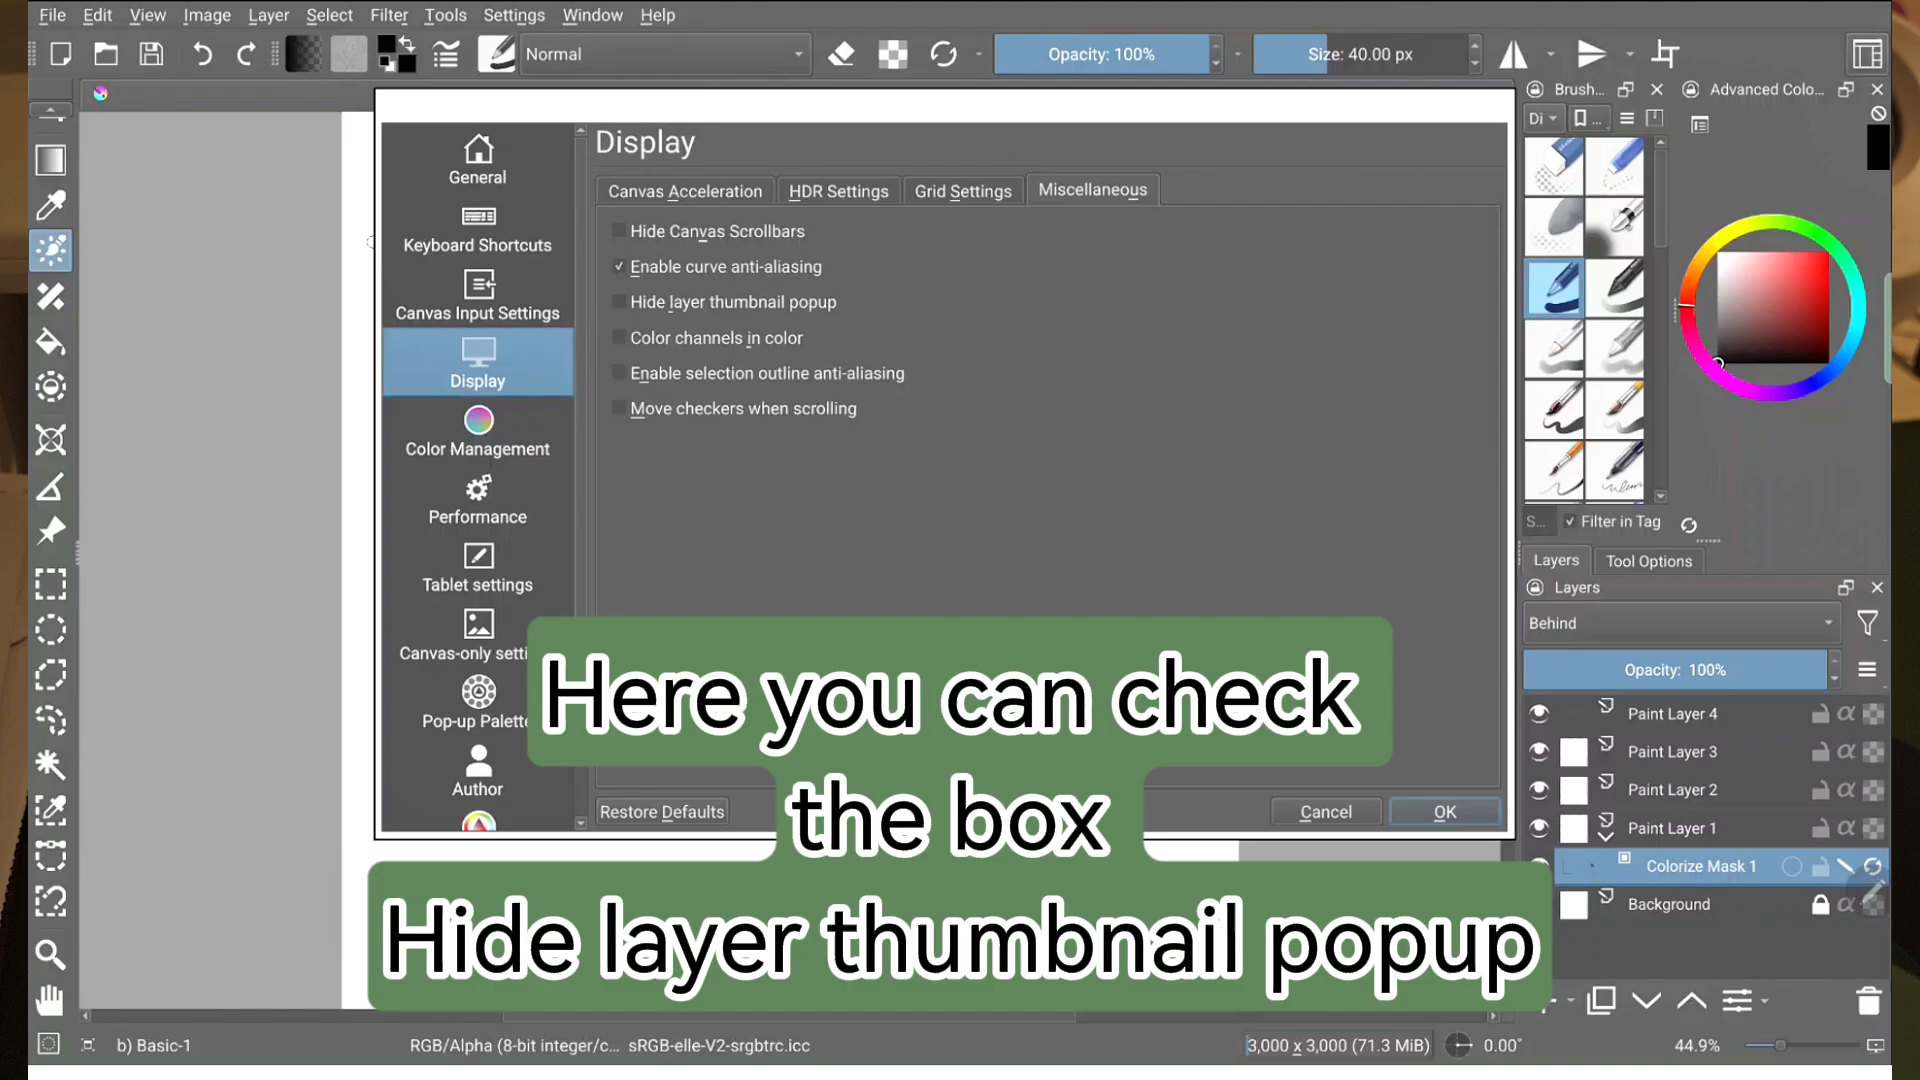 File Edit View Image Layer Select Filter Tools Settings Window Help
Normal
Opacity: 100%
Size: 40.00 px
Brush...
Advanced Colo...
Di
...
Display
General
Keyboard Shortcuts
Canvas Input Settings
Display
Color Management
Performance
Tablet settings
Canvas-only setti
Pop-up Palette
Author
Canvas Acceleration HDR Settings Grid Settings Miscellaneous
Hide Canvas Scrollbars
Enable curve anti-aliasing
Hide layer thumbnail popup
Color channels in color
Enable selection outline anti-aliasing
Move checkers when scrolling
Restore Defaults
Cancel
OK
Here you can check
the box
Hide layer thumbnail popup
S...
Filter in Tag
Layers Tool Options
Layers
Behind
Opacity: 100%
Paint Layer 4
Paint Layer 3
Paint Layer 2
Paint Layer 1
Colorize Mask 1
Background
b) Basic-1
RGB/Alpha (8-bit integer/c... sRGB-elle-V2-srgbtrc.icc
3,000 x 3,000 (71.3 MiB)
0.00°
44.9%